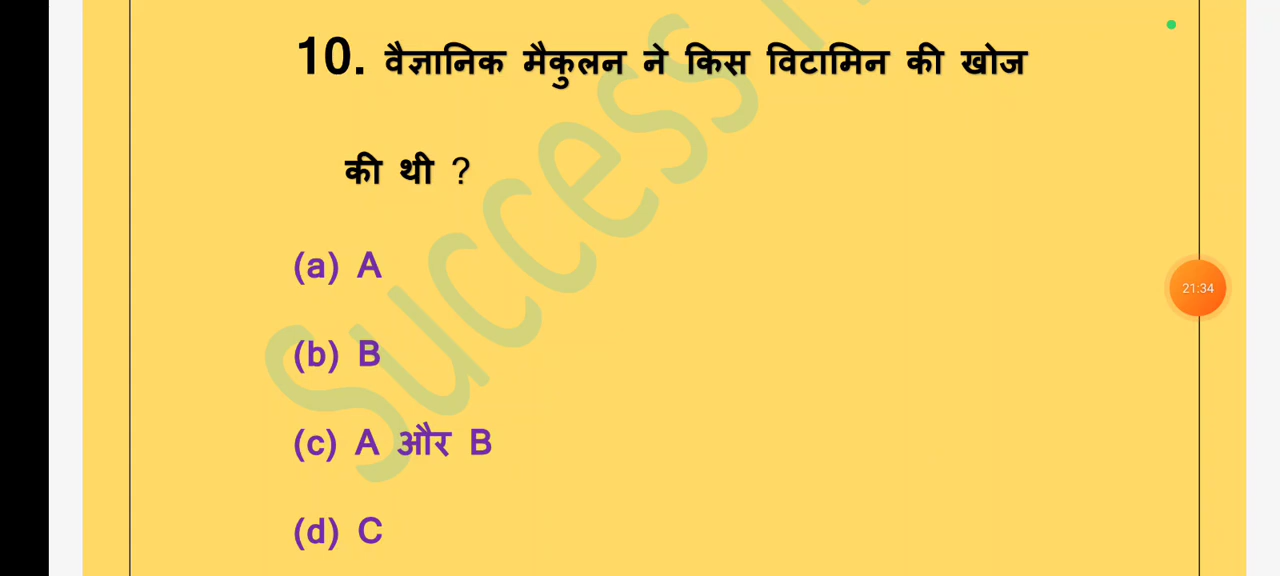 10. वैज्ञानिक मैकुलन ने किस विटामिन की खोज
की थी ?
(a) A
(b) B
(c) A और B
(d) C
21:34
Success